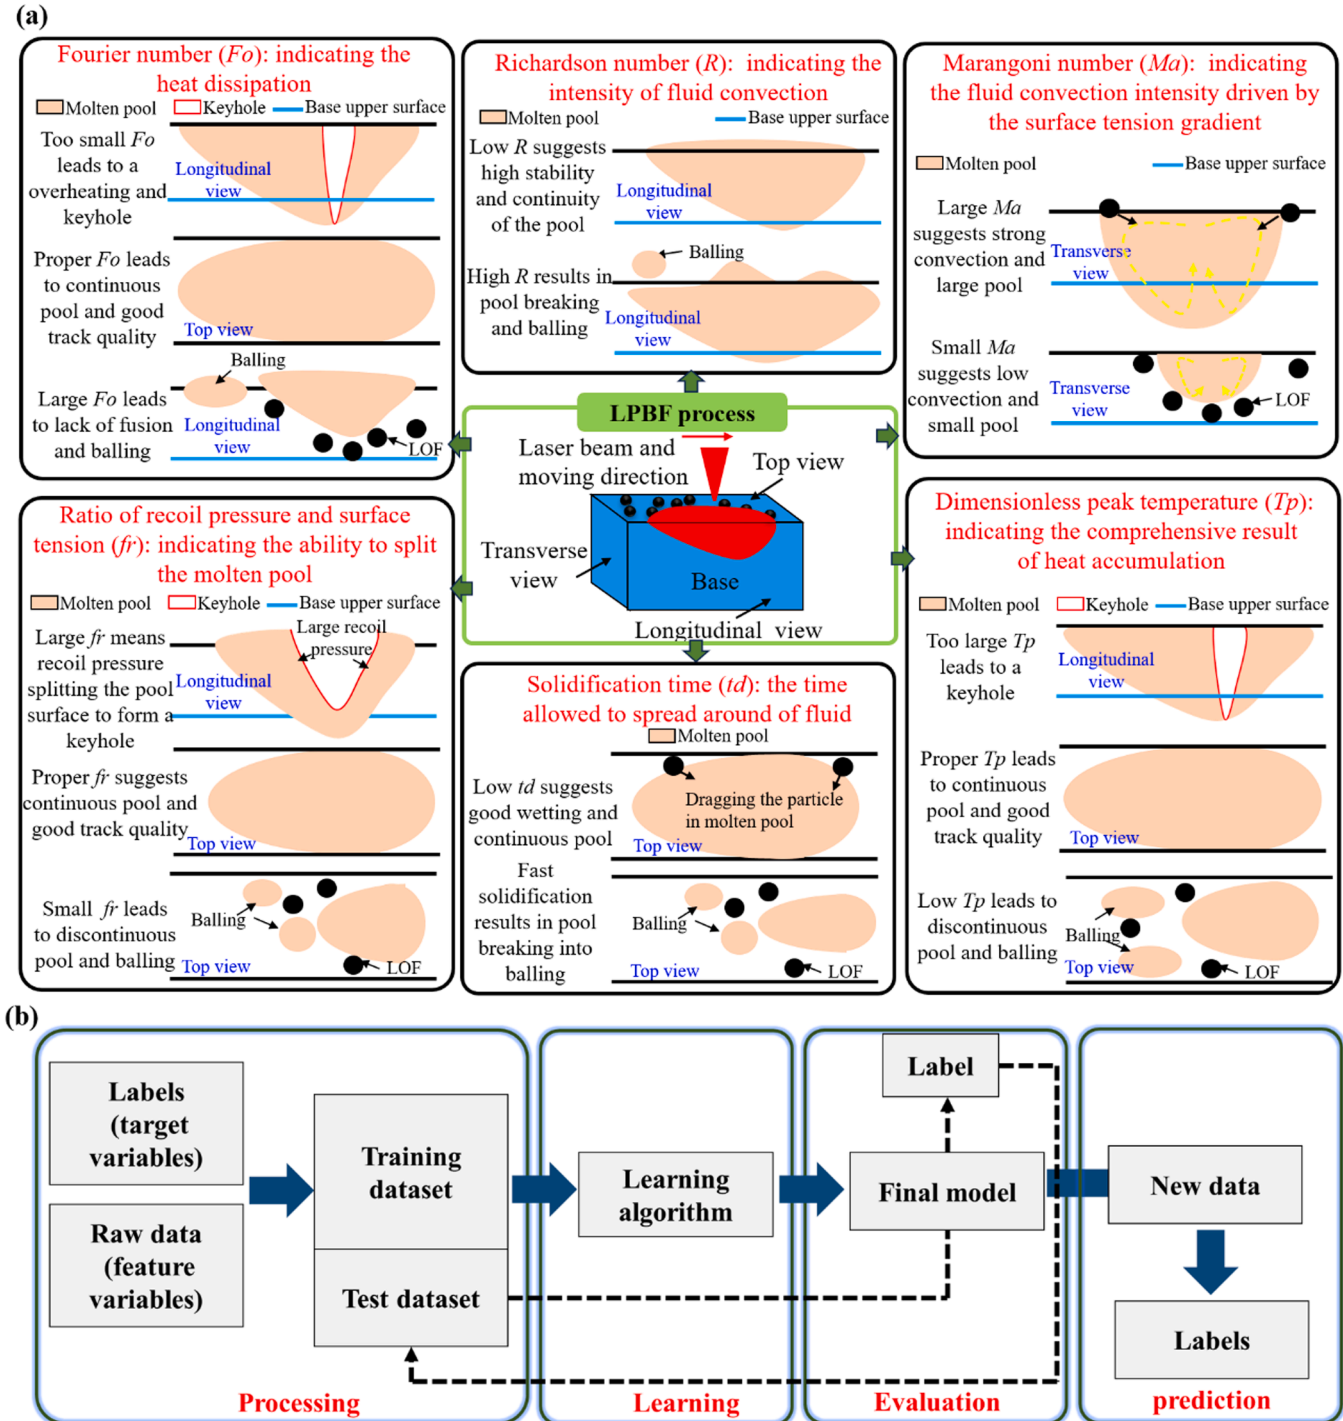 (a)
Fourier number (Fo): indicating the
heat dissipation
Molten pool
Keyhole
Base upper surface
Too small Fo
leads to a
overheating and
keyhole
Longitudinal
view
Proper Fo leads
to continuous
pool and good
track quality
Top view
Balling
Large Fo leads
to lack of fusion
and balling
Longitudinal
view
LOF
Richardson number (R): indicating the
intensity of fluid convection
Molten pool
Base upper surface
Low R suggests
high stability
and continuity
of the pool
Longitudinal
view
Balling
High R results in
pool breaking
and balling
Longitudinal
view
Marangoni number (Ma): indicating
the fluid convection intensity driven by
the surface tension gradient
Molten pool
Base upper surface
Large Ma
suggests strong
convection and
large pool
Transverse
view
Small Ma
suggests low
convection and
small pool
Transverse
view
LOF
LPBF process
Laser beam and
moving direction
Top view
Transverse
view
Base
Longitudinal view
Ratio of recoil pressure and surface
tension (fr): indicating the ability to split
the molten pool
Molten pool
Keyhole
Base upper surface
Large fr means
recoil pressure
splitting the pool
surface to form a
keyhole
Large recoil
pressure
Longitudinal
view
Proper fr suggests
continuous pool and
good track quality
Top view
Small fr leads
to discontinuous
pool and balling
Balling
Top view
LOF
Solidification time (td): the time
allowed to spread around of fluid
Molten pool
Low td suggests
good wetting and
continuous pool
Dragging the particle
in molten pool
Top view
Fast
solidification
results in pool
breaking into
balling
Balling
Top view
LOF
Dimensionless peak temperature (Tp):
indicating the comprehensive result
of heat accumulation
Molten pool
Keyhole
Base upper surface
Too large Tp
leads to a
keyhole
Longitudinal
view
Proper Tp leads
to continuous
pool and good
track quality
Top view
Low Tp leads to
discontinuous
pool and balling
Balling
Top view
LOF
(b)
Labels
(target
variables)
Raw data
(feature
variables)
Training
dataset
Test dataset
Processing
Learning
algorithm
Learning
Label
Final model
Evaluation
New data
Labels
prediction